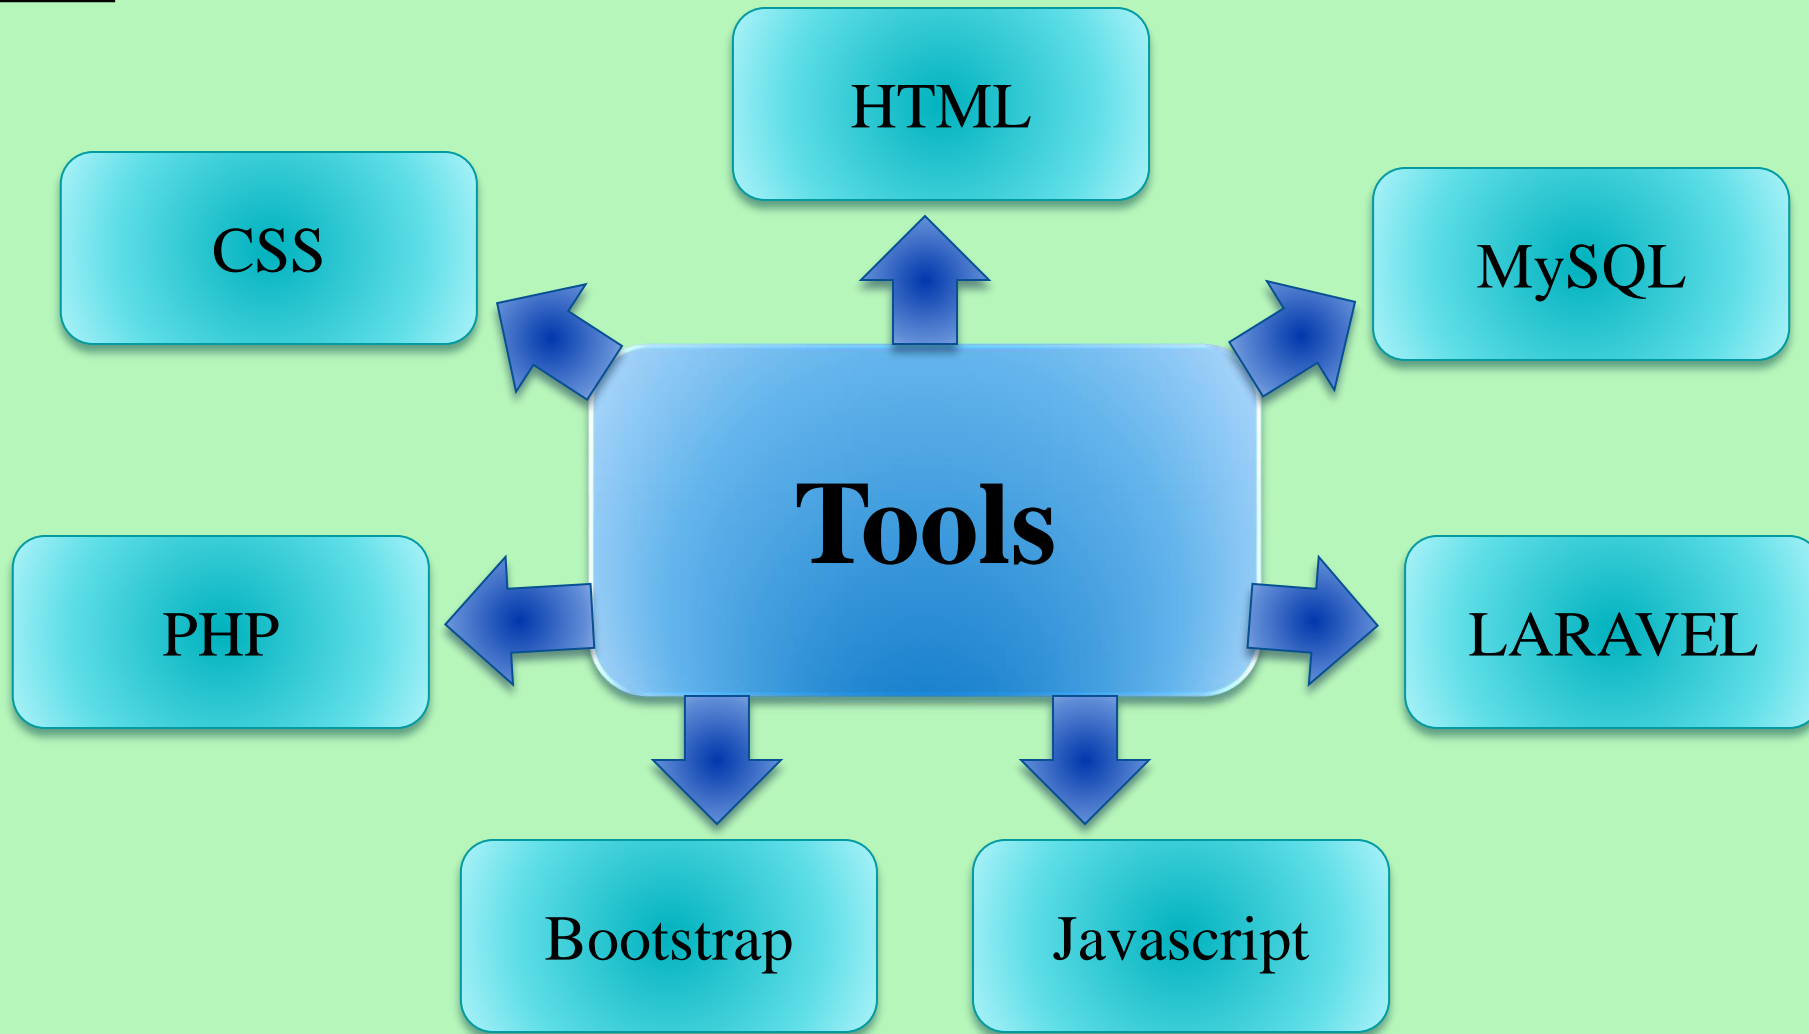 HTML
CSS
MySQL
Tools
PHP
LARAVEL
Bootstrap
Javascript